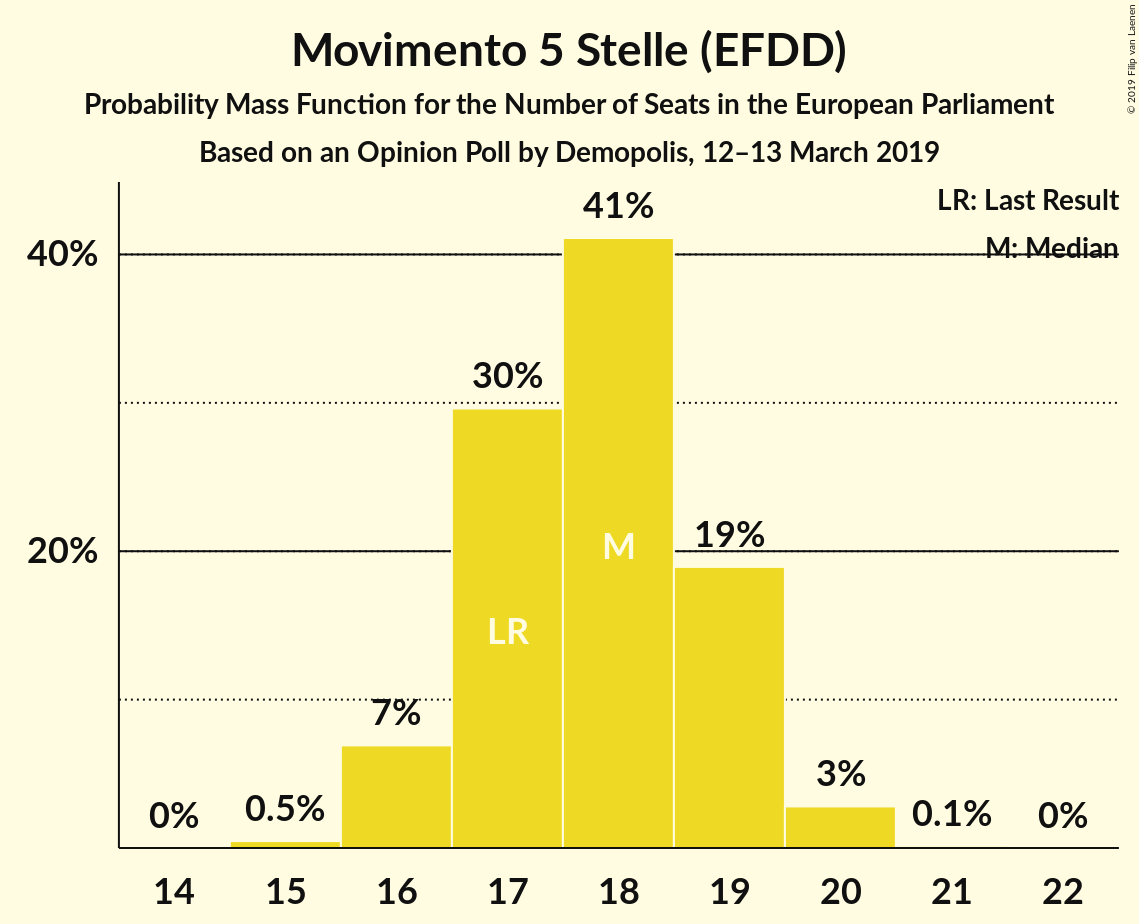 Movimento 5 Stelle (EFDD)
Probability Mass Function for the Number of Seats in the European Parliament
Based on an Opinion Poll by Demopolis, 12–13 March 2019
© 2019 Filip van Laenen
LR: Last Result
M: Median
40%
20%
0%
0.5%
7%
30%
41%
19%
3%
0.1%
0%
LR
M
14 15 16 17 18 19 20 21 22